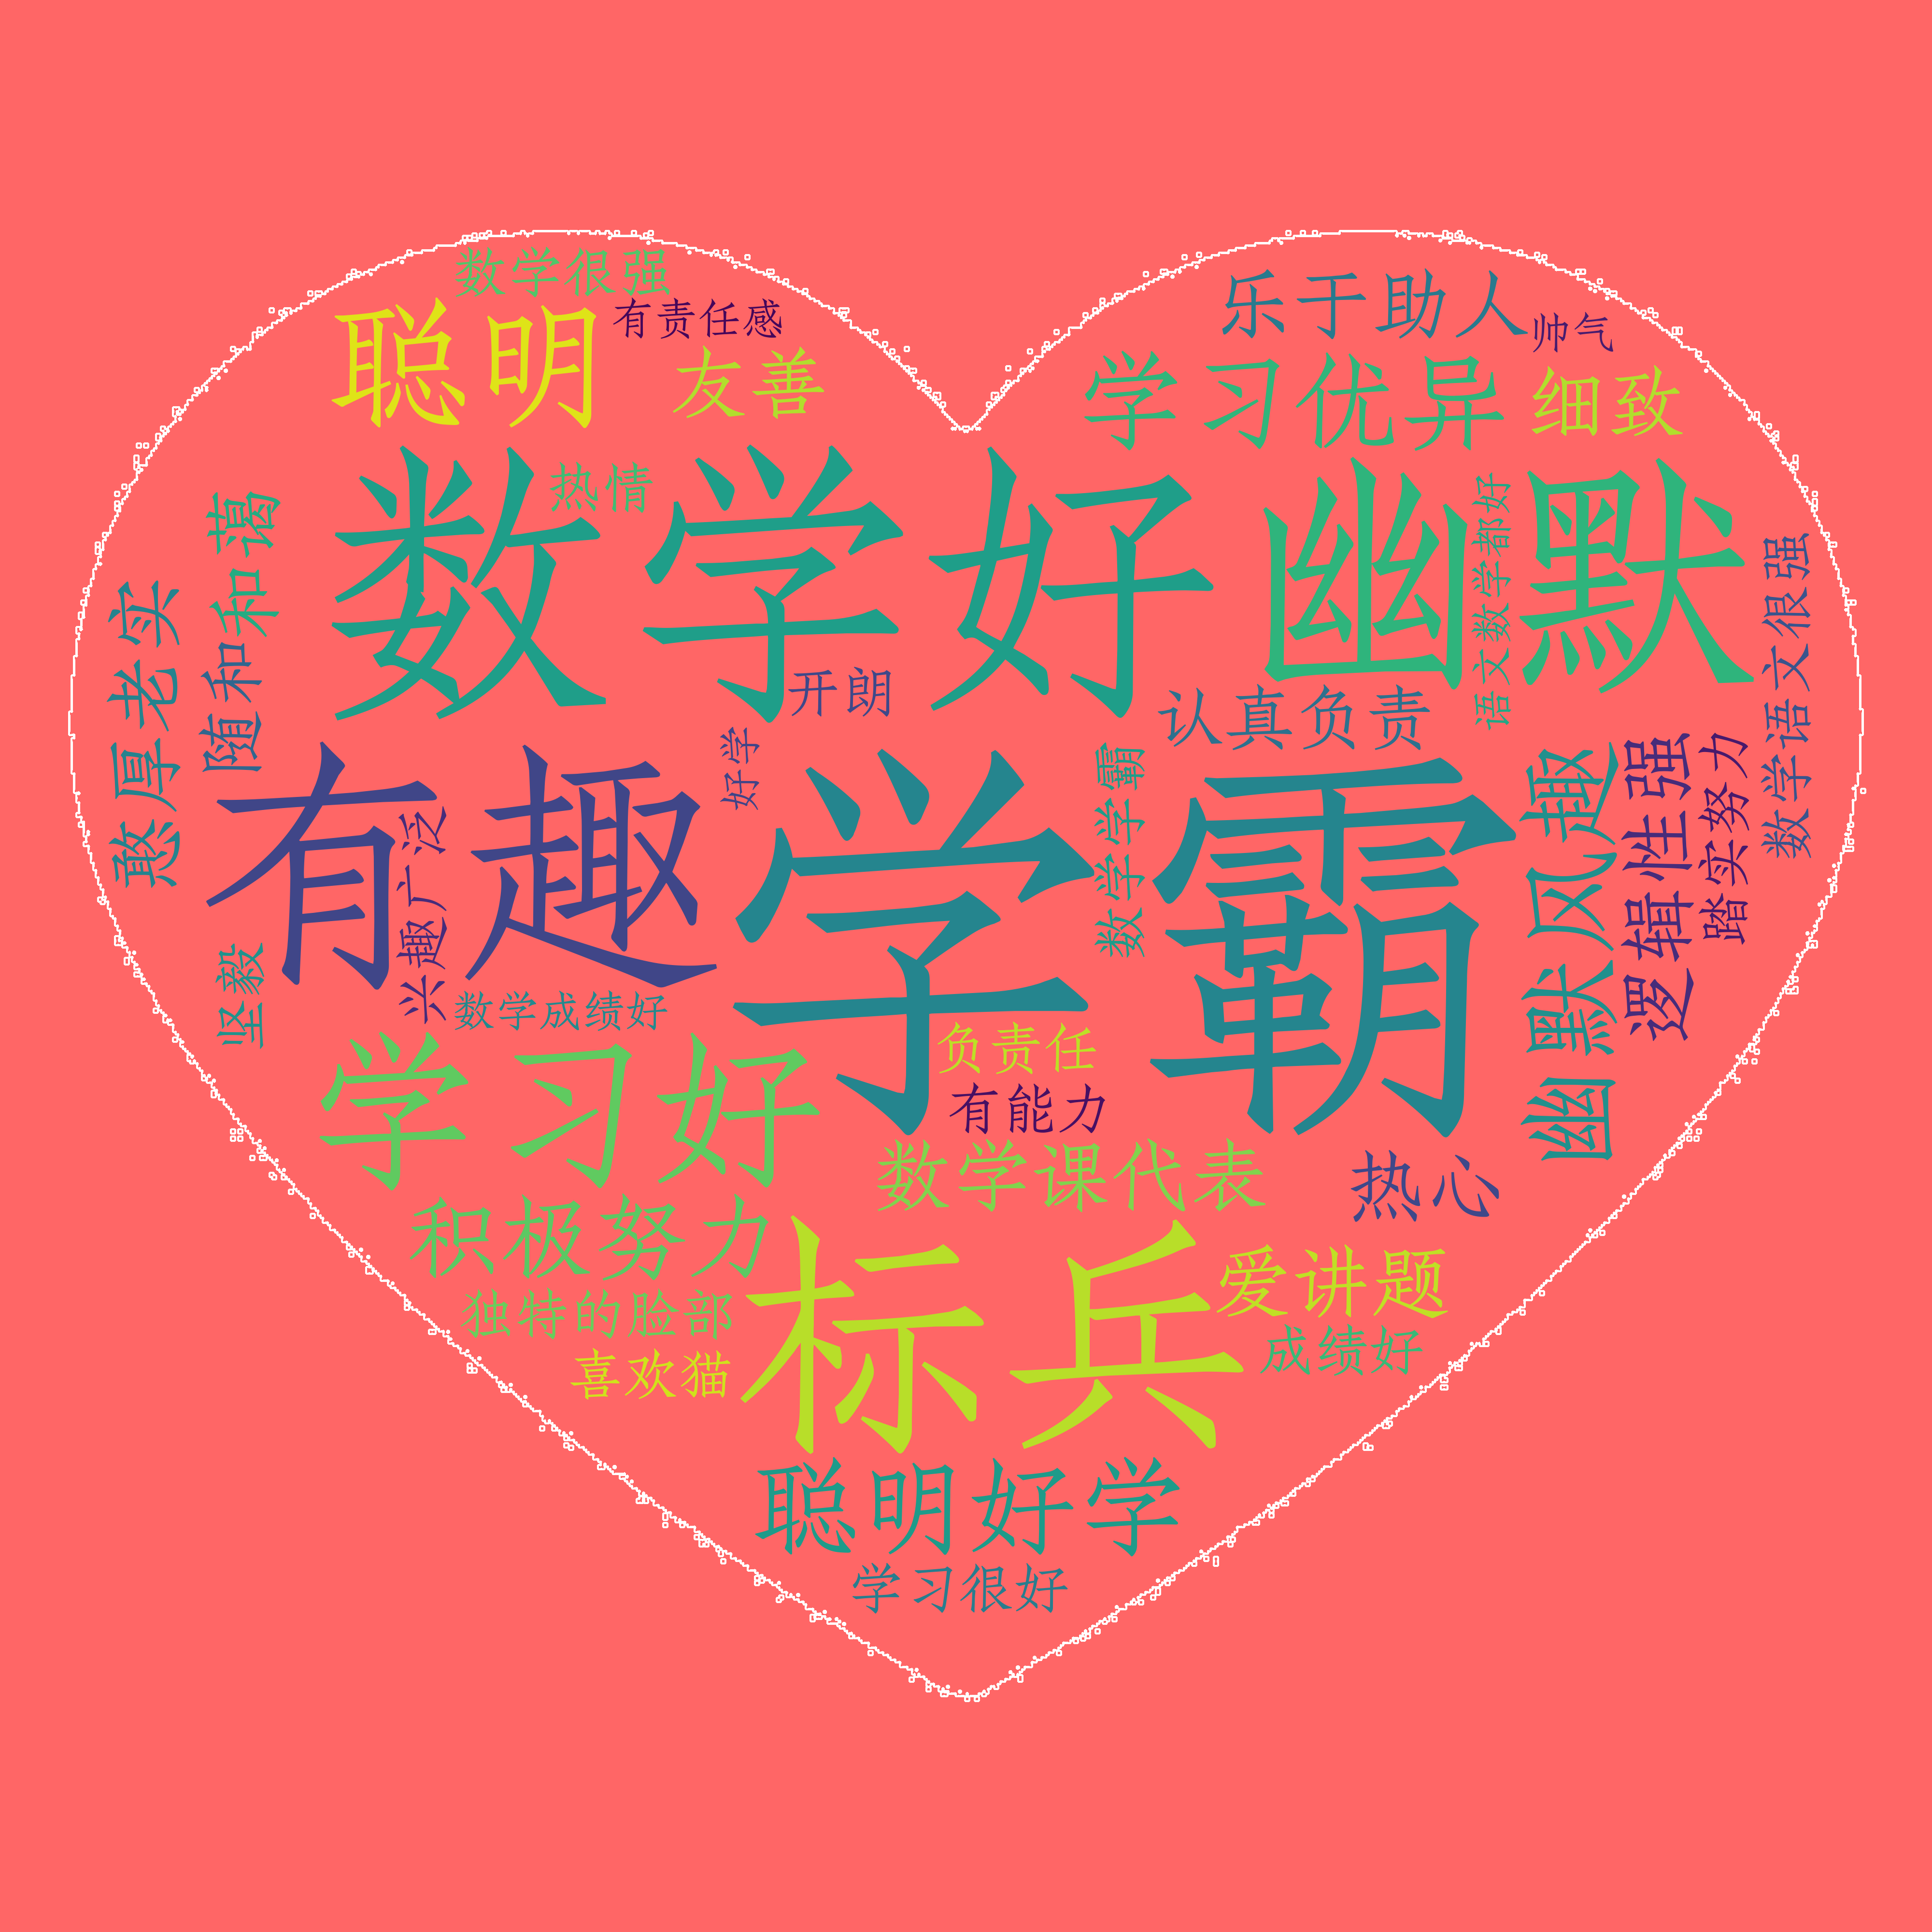 数学很强
乐于助人
聪明
有责任感
帅气
友善
学习优异
细致
数学好
热情
幽默
语文数学都好
和和蔼
随和
憨厚老实
数学语文很强
开朗
认真负责
有趣
好学
兴趣广泛
学霸
数学学霸
幽默风趣
逻辑性强
踏实努力
坚毅
数学成绩好
学习好
负责任
有能力
数学课代表
热心
积极努力
标兵
爱讲题
独特的脸部
成绩好
喜欢猫
聪明好学
学习很好